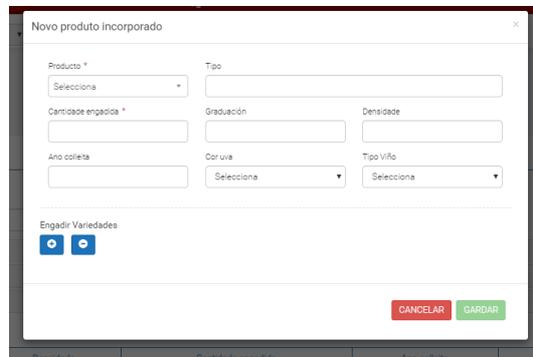 Novo produto incorporado ×
Producto * Tipo
Selecciona
Cantidade engadida * Graduación Densidade
Ano colleita Cor uva Tipo Viño
Selecciona Selecciona
Engadir Variedades
CANCELAR GARDAR